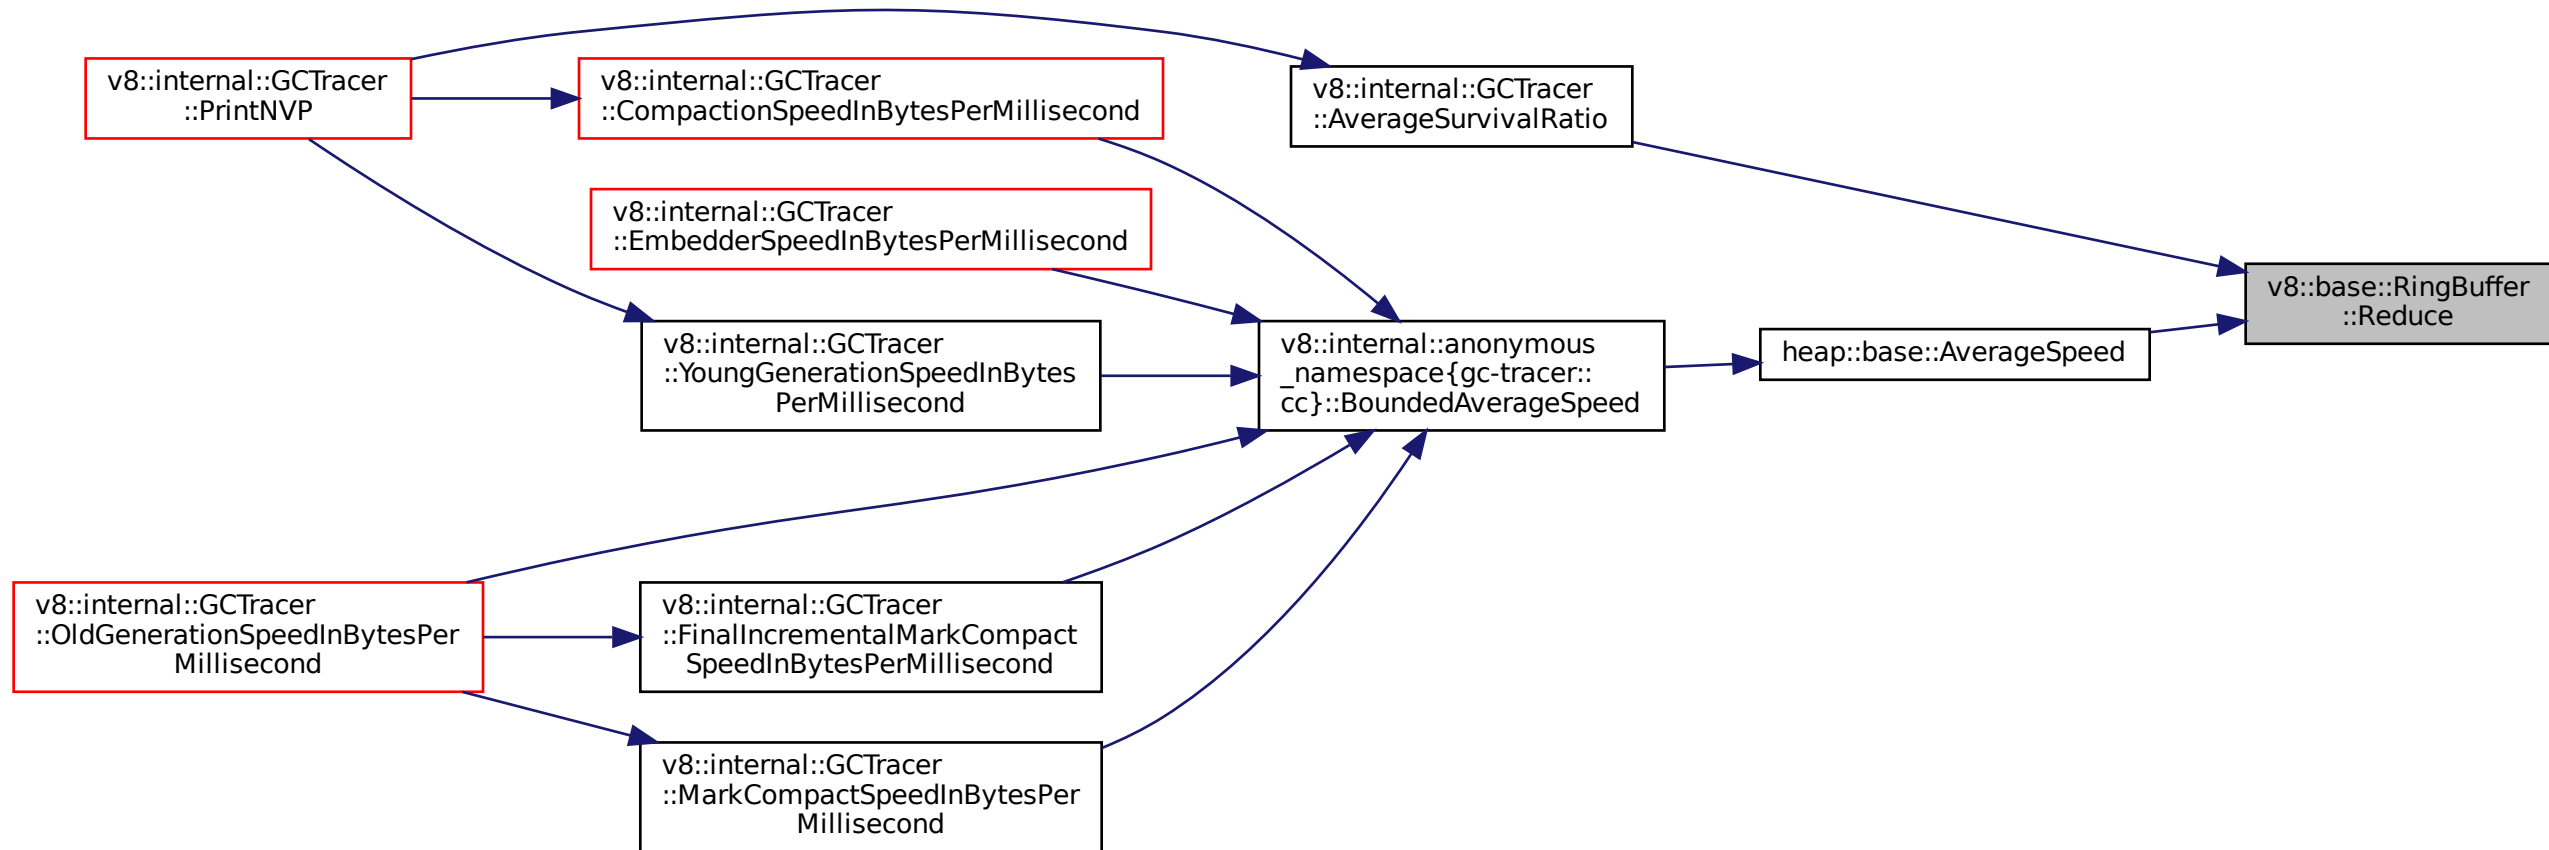 v8::internal::GCTracer
::PrintNVP
v8::internal::GCTracer
::CompactionSpeedInBytesPerMillisecond
v8::internal::GCTracer
::AverageSurvivalRatio
v8::internal::GCTracer
::EmbedderSpeedInBytesPerMillisecond
v8::base::RingBuffer
::Reduce
v8::internal::GCTracer
::YoungGenerationSpeedInBytes
PerMillisecond
v8::internal::anonymous
_namespace{gc-tracer::
cc}::BoundedAverageSpeed
heap::base::AverageSpeed
v8::internal::GCTracer
::OldGenerationSpeedInBytesPer
Millisecond
v8::internal::GCTracer
::FinalIncrementalMarkCompact
SpeedInBytesPerMillisecond
v8::internal::GCTracer
::MarkCompactSpeedInBytesPer
Millisecond